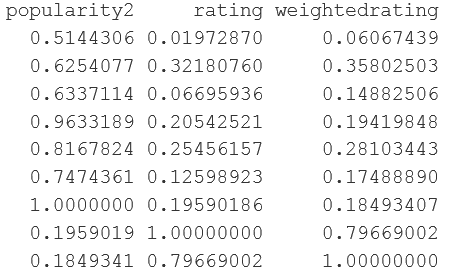 popularity2 rating weightedrating
0.5144306 0.01972870 0.06067439
0.6254077 0.32180760 0.35802503
0.6337114 0.06695936 0.14882506
0.9633189 0.20542521 0.19419848
0.8167824 0.25456157 0.28103443
0.7474361 0.12598923 0.17488890
1.0000000 0.19590186 0.18493407
0.1959019 1.00000000 0.79669002
0.1849341 0.79669002 1.00000000